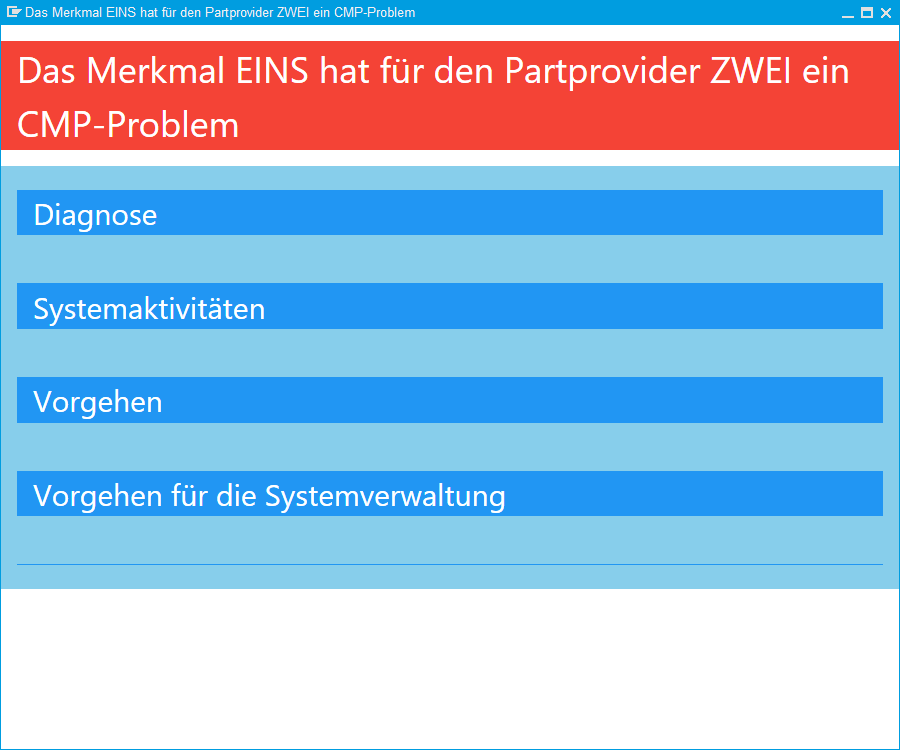 Das Merkmal EINS hat für den Partprovider ZWEI ein CMP-Problem
Das Merkmal EINS hat für den Partprovider ZWEI ein
CMP-Problem
Diagnose
Systemaktivitäten
Vorgehen
Vorgehen für die Systemverwaltung